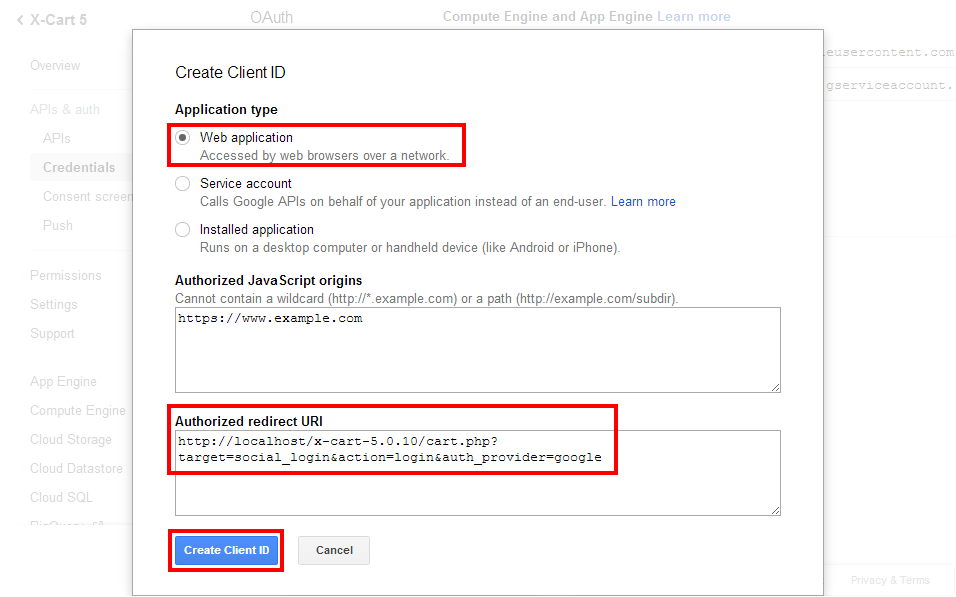 X-Cart 5
OAuth
Compute Engine and App Engine Learn more
Overview
APIs & auth
APIs
Credentials
Consent screen
Push
Permissions
Settings
Support
App Engine
Compute Engine
Cloud Storage
Cloud Datastore
Cloud SQL
eusercontent.com
gserviceaccount.
Create Client ID
Application type
Web application
Accessed by web browsers over a network.
Service account
Calls Google APIs on behalf of your application instead of an end-user. Learn more
Installed application
Runs on a desktop computer or handheld device (like Android or iPhone).
Authorized JavaScript origins
Cannot contain a wildcard (http://*.example.com) or a path (http://example.com/subdir).
https://www.example.com
Authorized redirect URI
http://localhost/x-cart-5.0.10/cart.php?
target=social_login&action=login&auth_provider=google
Create Client ID
Cancel
Privacy & Terms